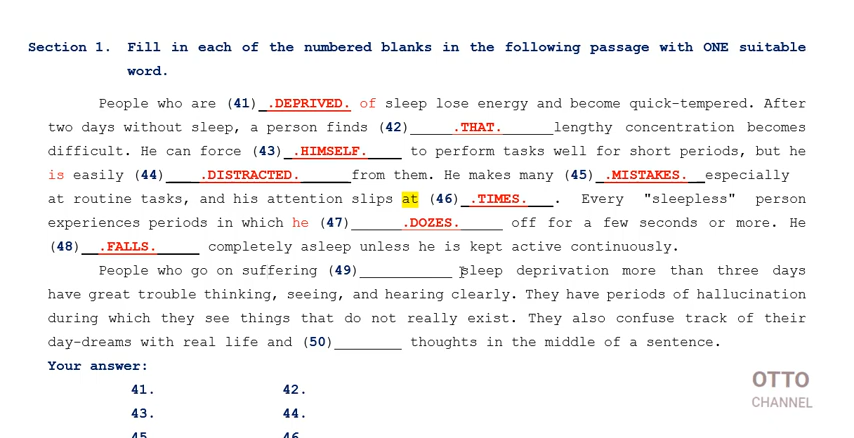 Section 1. Fill in each of the numbered blanks in the following passage with ONE suitable
word.
People who are (41)_.DEPRIVED. of sleep lose energy and become quick-tempered. After
two days without sleep, a person finds (42)_____.THAT.______lengthy concentration becomes
difficult. He can force (43)_.HIMSELF.____ to perform tasks well for short periods, but he
is easily (44)____.DISTRACTED.______from them. He makes many (45)_.MISTAKES.__especially
at routine tasks, and his attention slips at (46)_.TIMES.___. Every "sleepless" person
experiences periods in which he (47)______.DOZES._____ off for a few seconds or more. He
(48)__.FALLS._____ completely asleep unless he is kept active continuously.
People who go on suffering (49)___________ sleep deprivation more than three days
have great trouble thinking, seeing, and hearing clearly. They have periods of hallucination
during which they see things that do not really exist. They also confuse track of their
day-dreams with real life and (50)________ thoughts in the middle of a sentence.
Your answer:
41. 42.
43. 44.
45. 46.
OTTO
CHANNEL